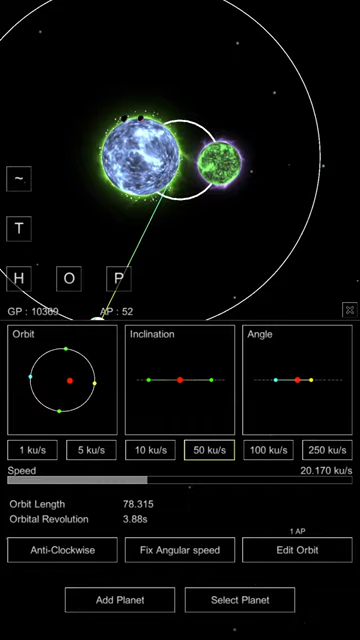 ~
T
H O P
GP : 10369 AP : 52
Orbit Inclination Angle
1 ku/s 5 ku/s 10 ku/s 50 ku/s 100 ku/s 250 ku/s
Speed 20.170 ku/s
Orbit Length 78.315
Orbital Revolution 3.88s
1 AP
Anti-Clockwise Fix Angular speed Edit Orbit
Add Planet Select Planet